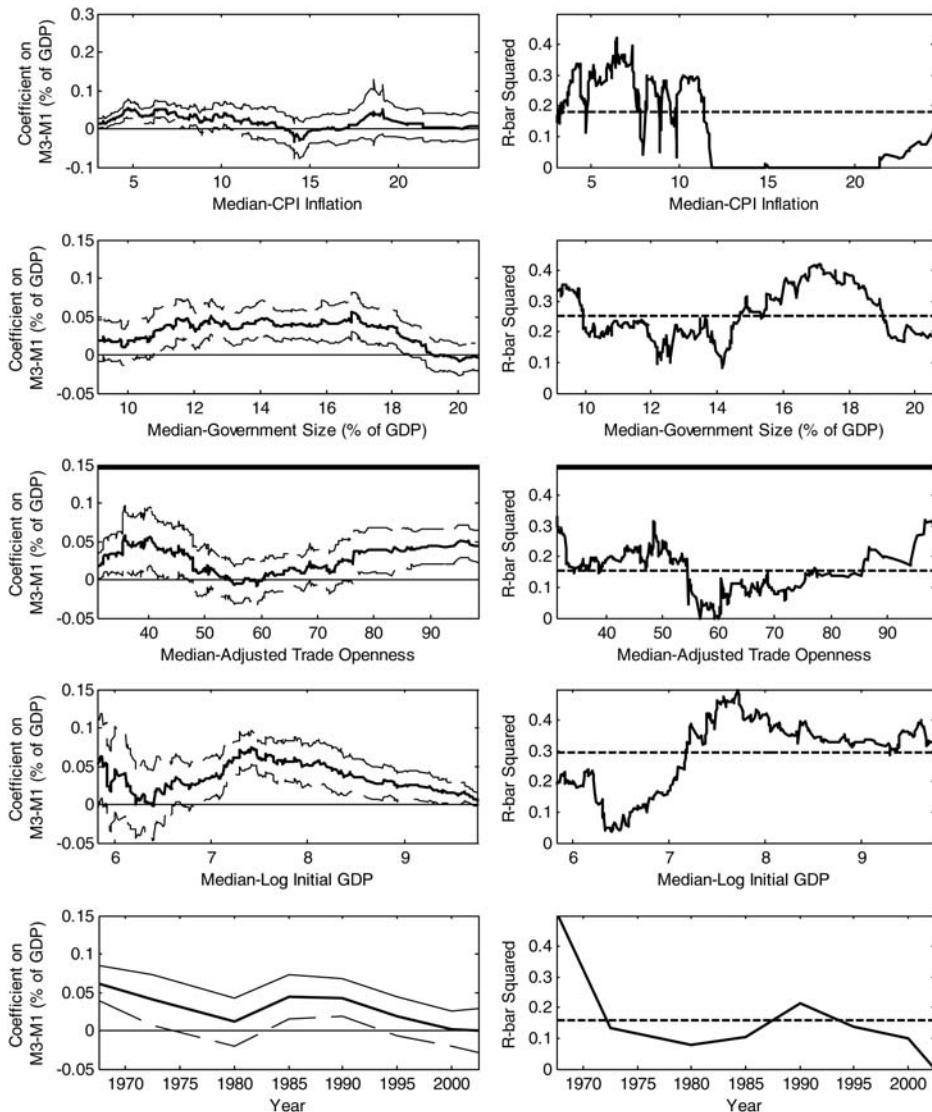 Coefficient on
M3-M1 (% of GDP)
0.3
0.2
0.1
0
-0.1
5 10 15 20
Median-CPI Inflation
R-bar Squared
0.4
0.3
0.2
0.1
0
5 10 15 20
Median-CPI Inflation
Coefficient on
M3-M1 (% of GDP)
0.15
0.1
0.05
0
-0.05
10 12 14 16 18 20
Median-Government Size (% of GDP)
R-bar Squared
0.4
0.3
0.2
0.1
0
10 12 14 16 18 20
Median-Government Size (% of GDP)
Coefficient on
M3-M1 (% of GDP)
0.15
0.1
0.05
0
-0.05
40 50 60 70 80 90
Median-Adjusted Trade Openness
R-bar Squared
0.4
0.3
0.2
0.1
0
40 50 60 70 80 90
Median-Adjusted Trade Openness
Coefficient on
M3-M1 (% of GDP)
0.15
0.1
0.05
0
-0.05
6 7 8 9
Median-Log Initial GDP
R-bar Squared
0.4
0.3
0.2
0.1
0
6 7 8 9
Median-Log Initial GDP
Coefficient on
M3-M1 (% of GDP)
0.15
0.1
0.05
0
-0.05
1970 1975 1980 1985 1990 1995 2000
Year
R-bar Squared
0.4
0.3
0.2
0.1
0
1970 1975 1980 1985 1990 1995 2000
Year